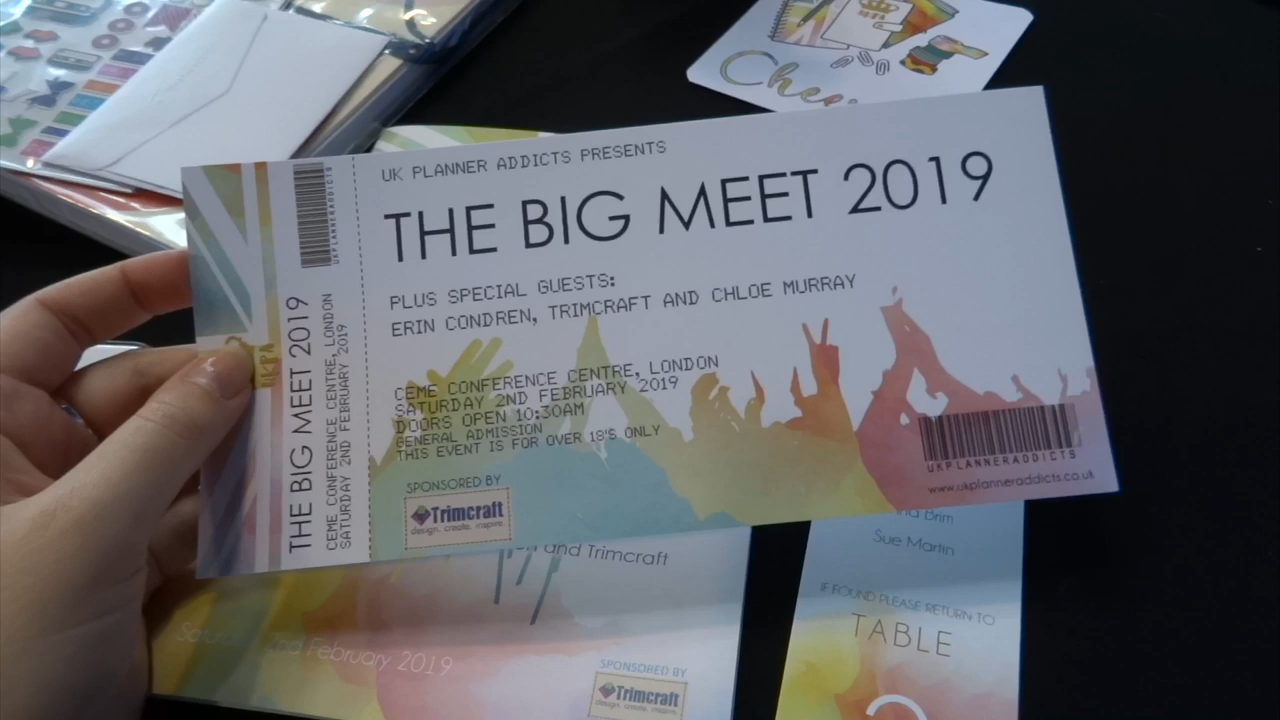 UKPA
UKPLANNERADDICTS
THE BIG MEET 2019
CEME CONFERENCE CENTRE, LONDON
SATURDAY 2ND FEBRUARY 2019
UK PLANNER ADDICTS PRESENTS
THE BIG MEET 2019
PLUS SPECIAL GUESTS:
ERIN CONDREN, TRIMCRAFT AND CHLOE MURRAY
CEME CONFERENCE CENTRE, LONDON
SATURDAY 2ND FEBRUARY 2019
DOORS OPEN 10:30AM
GENERAL ADMISSION
THIS EVENT IS FOR OVER 18'S ONLY
SPONSORED BY
Trimcraft
design. create. inspire.
UKPLANNERADDICTS
www.ukplanneraddicts.co.uk
and Trimcraft
2nd February 2019
SPONSORED BY
Trimcraft
design. create. inspire.
Brim
Sue Martin
IF FOUND PLEASE RETURN TO
TABLE